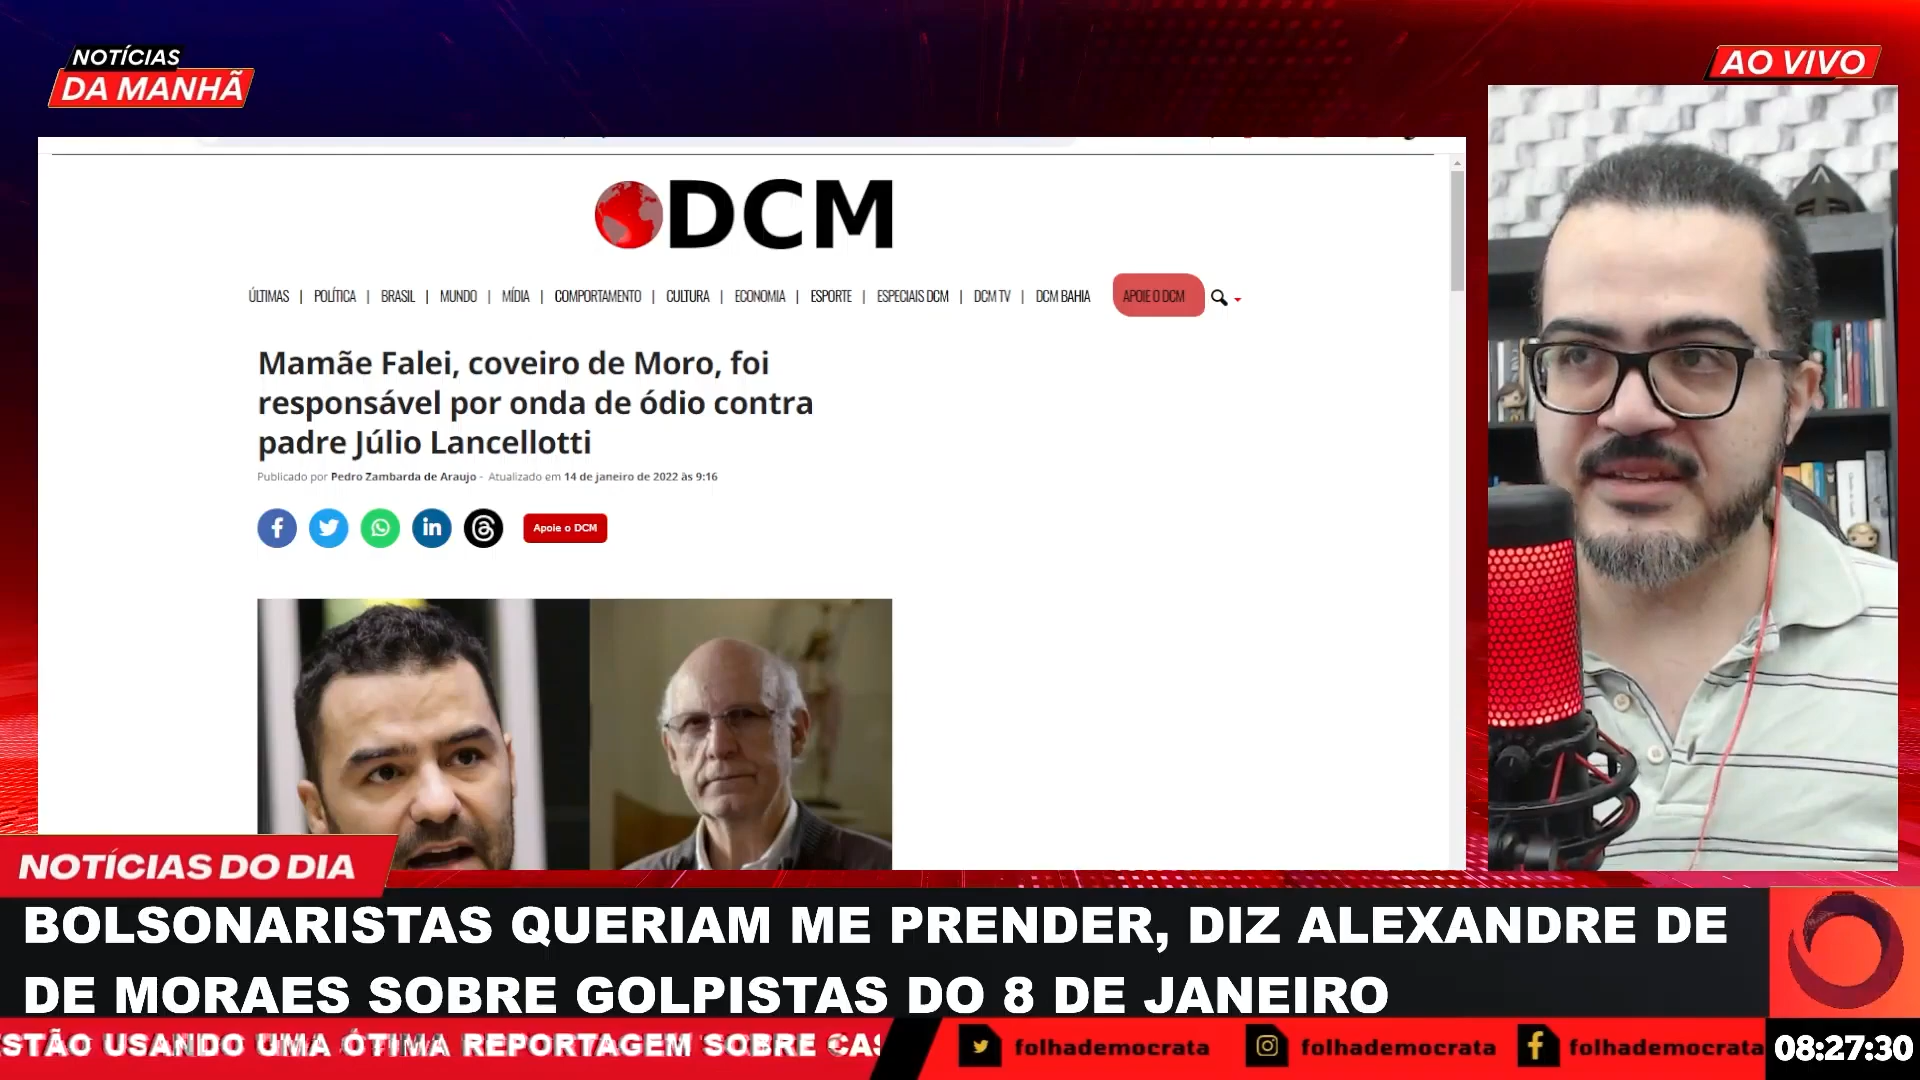 NOTÍCIAS
DA MANHÃ
AO VIVO
DCM
ÚLTIMAS | POLÍTICA | BRASIL | MUNDO | MÍDIA | COMPORTAMENTO | CULTURA | ECONOMIA | ESPORTE | ESPECIAIS DCM | DCM TV | DCM BAHIA APOIE O DCM
Mamãe Falei, coveiro de Moro, foi
responsável por onda de ódio contra
padre Júlio Lancellotti
Publicado por Pedro Zambarda de Araujo - Atualizado em 14 de janeiro de 2022 às 9:16
Apoie o DCM
NOTÍCIAS DO DIA
BOLSONARISTAS QUERIAM ME PRENDER, DIZ ALEXANDRE DE
DE MORAES SOBRE GOLPISTAS DO 8 DE JANEIRO
USANDO UMA ÓTIMA REPORTAGEM SOBRE
folhademocrata folhademocrata folhademocrata
08:27:30